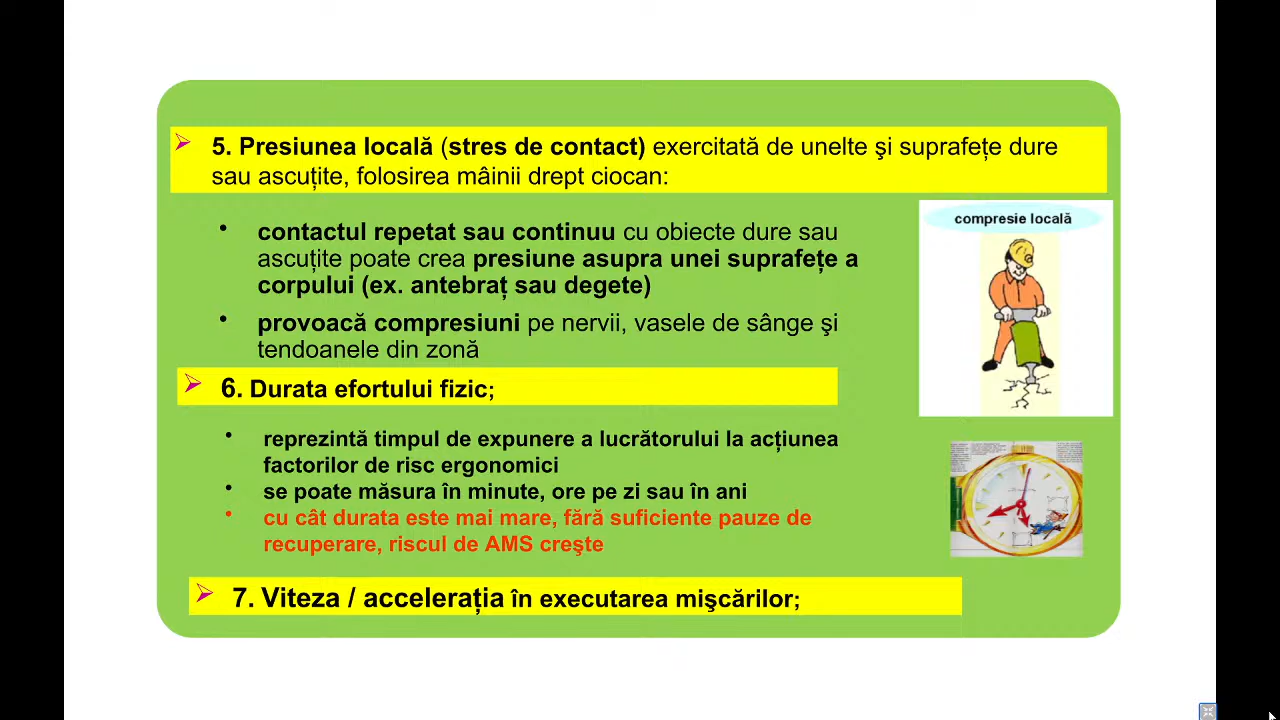 5. Presiunea locală (stres de contact) exercitată de unelte şi suprafețe dure
sau ascuțite, folosirea mâinii drept ciocan:
• contactul repetat sau continuu cu obiecte dure sau
ascuțite poate crea presiune asupra unei suprafețe a
corpului (ex. antebraț sau degete)
• provoacă compresiuni pe nervii, vasele de sânge şi
tendoanele din zonă
compresie locală
6. Durata efortului fizic;
• reprezintă timpul de expunere a lucrătorului la acțiunea
factorilor de risc ergonomici
• se poate măsura în minute, ore pe zi sau în ani
• cu cât durata este mai mare, fără suficiente pauze de
recuperare, riscul de AMS creşte
7. Viteza / accelerația în executarea mişcărilor;